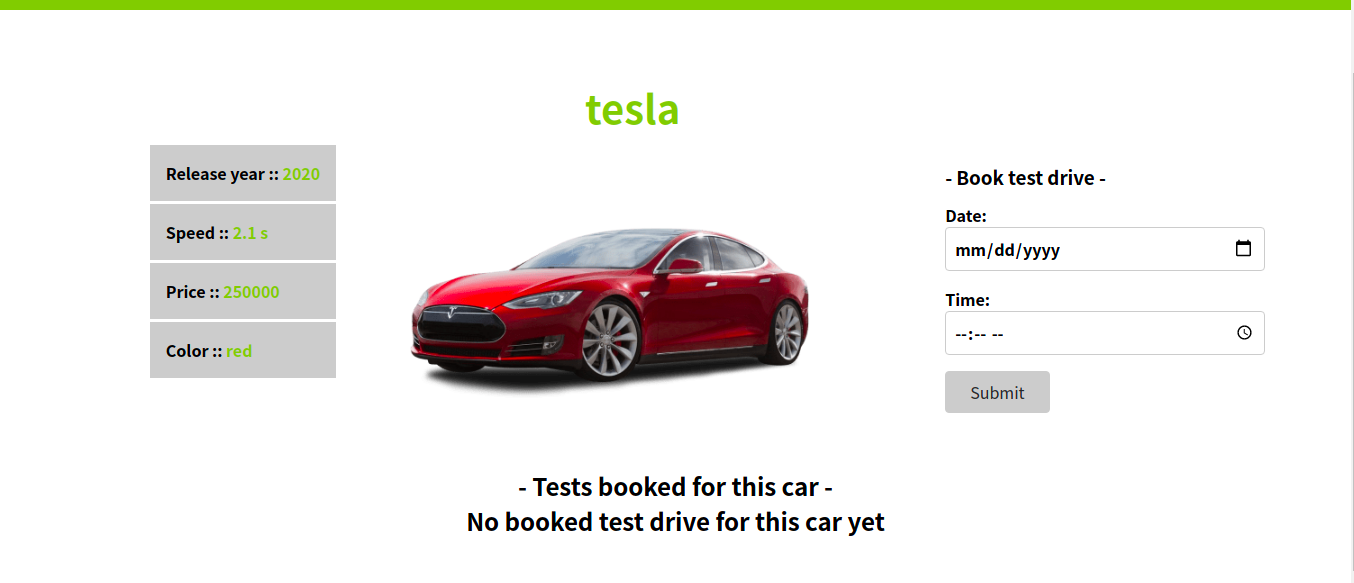 tesla
Release year :: 2020
Speed :: 2.1 s
Price :: 250000
Color :: red
- Book test drive -
Date:
mm/dd/yyyy
Time:
--:-- --
Submit
- Tests booked for this car -
No booked test drive for this car yet